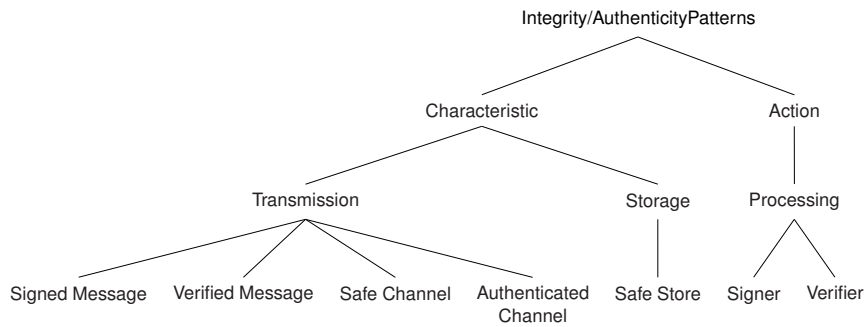 Integrity/AuthenticityPatterns
Characteristic
Action
Transmission
Storage
Processing
Signed Message
Verified Message
Safe Channel
Authenticated
Channel
Safe Store
Signer
Verifier